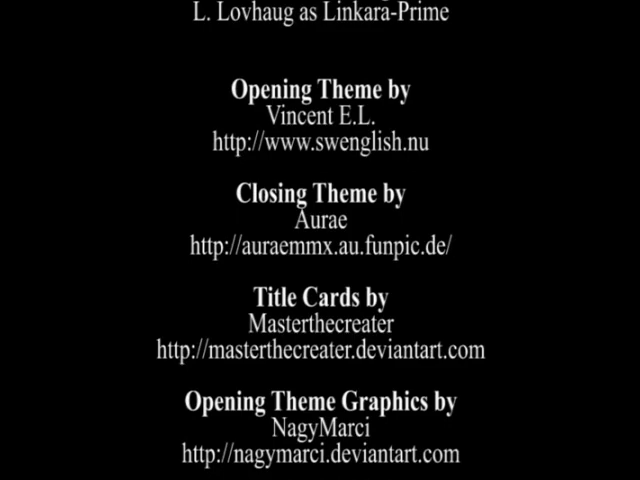 L. Lovhaug as Linkara-Prime
Opening Theme by
Vincent E.L.
http://www.swenglish.nu
Closing Theme by
Aurae
http://auraemmx.au.funpic.de/
Title Cards by
Masterthecreater
http://masterthecreater.deviantart.com
Opening Theme Graphics by
NagyMarci
http://nagymarci.deviantart.com